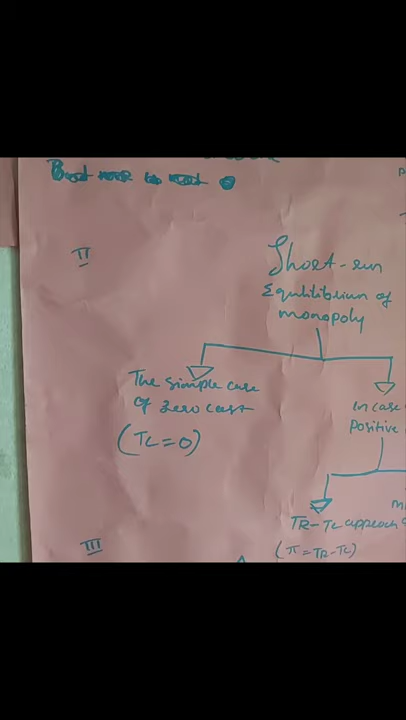 II
Short-run
Equilibrium of
monopoly
The simple case
of zero cost
(TC=0)
in case
Positive
TR-TC approach
(π = TR-TC)
III